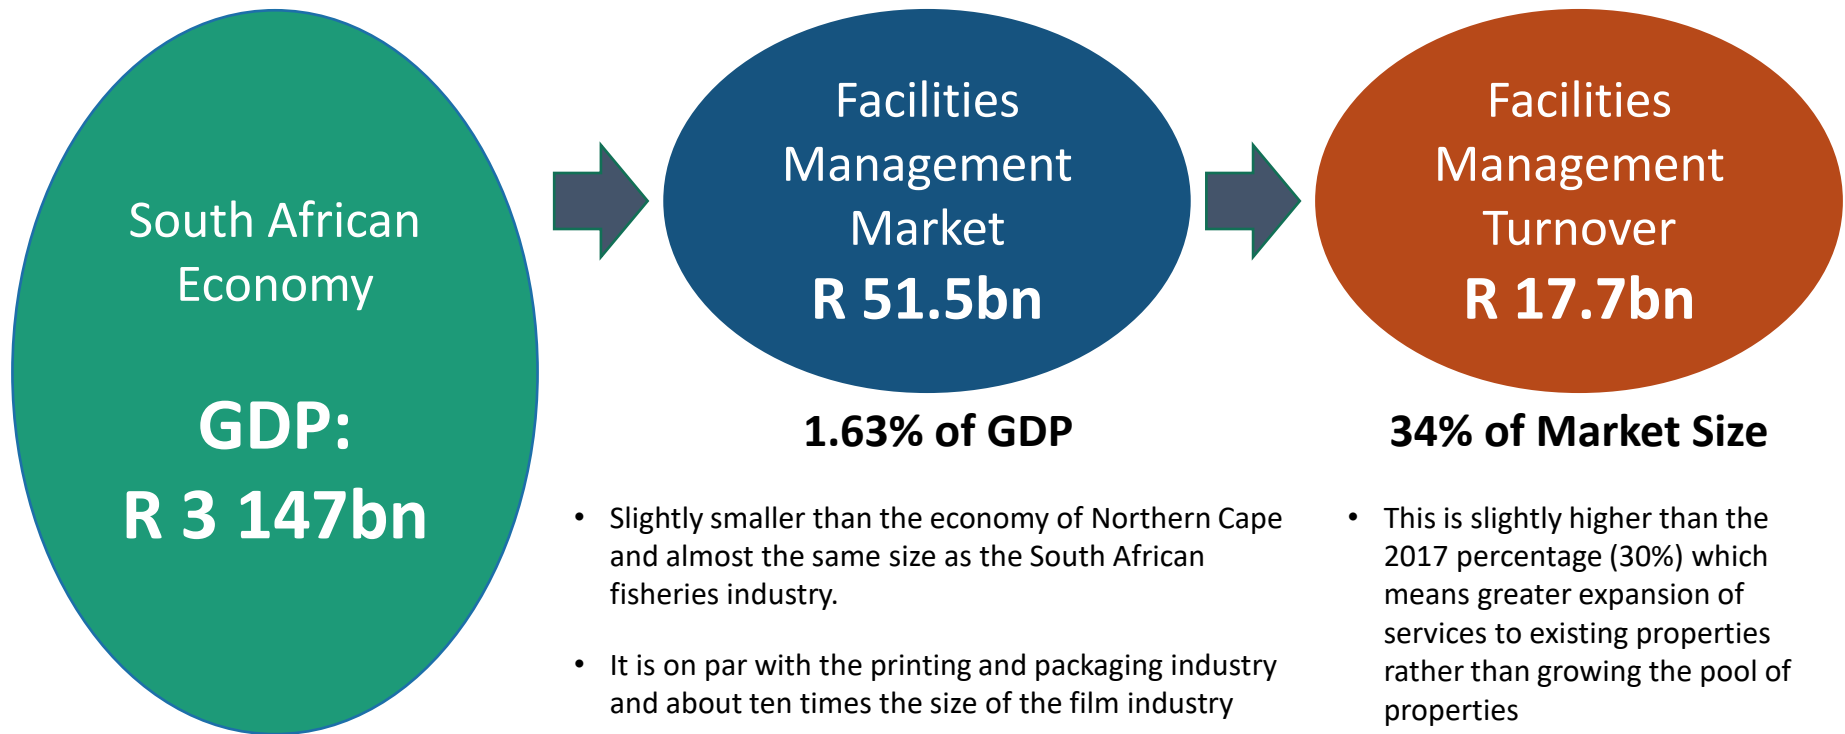 South African
Economy
GDP:
R 3 147bn
Facilities
Management
Market
R 51.5bn
1.63% of GDP
• Slightly smaller than the economy of Northern Cape
and almost the same size as the South African
fisheries industry.
• It is on par with the printing and packaging industry
and about ten times the size of the film industry
Facilities
Management
Turnover
R 17.7bn
34% of Market Size
• This is slightly higher than the
2017 percentage (30%) which
means greater expansion of
services to existing properties
rather than growing the pool of
properties